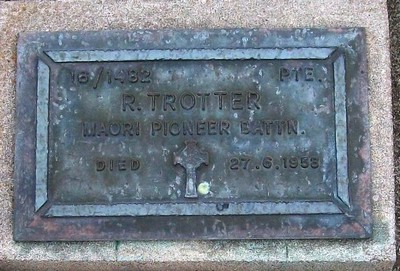 16/1482 PTE.
R. TROTTER
MAORI PIONEER BATTN.
DIED 27.6.1958